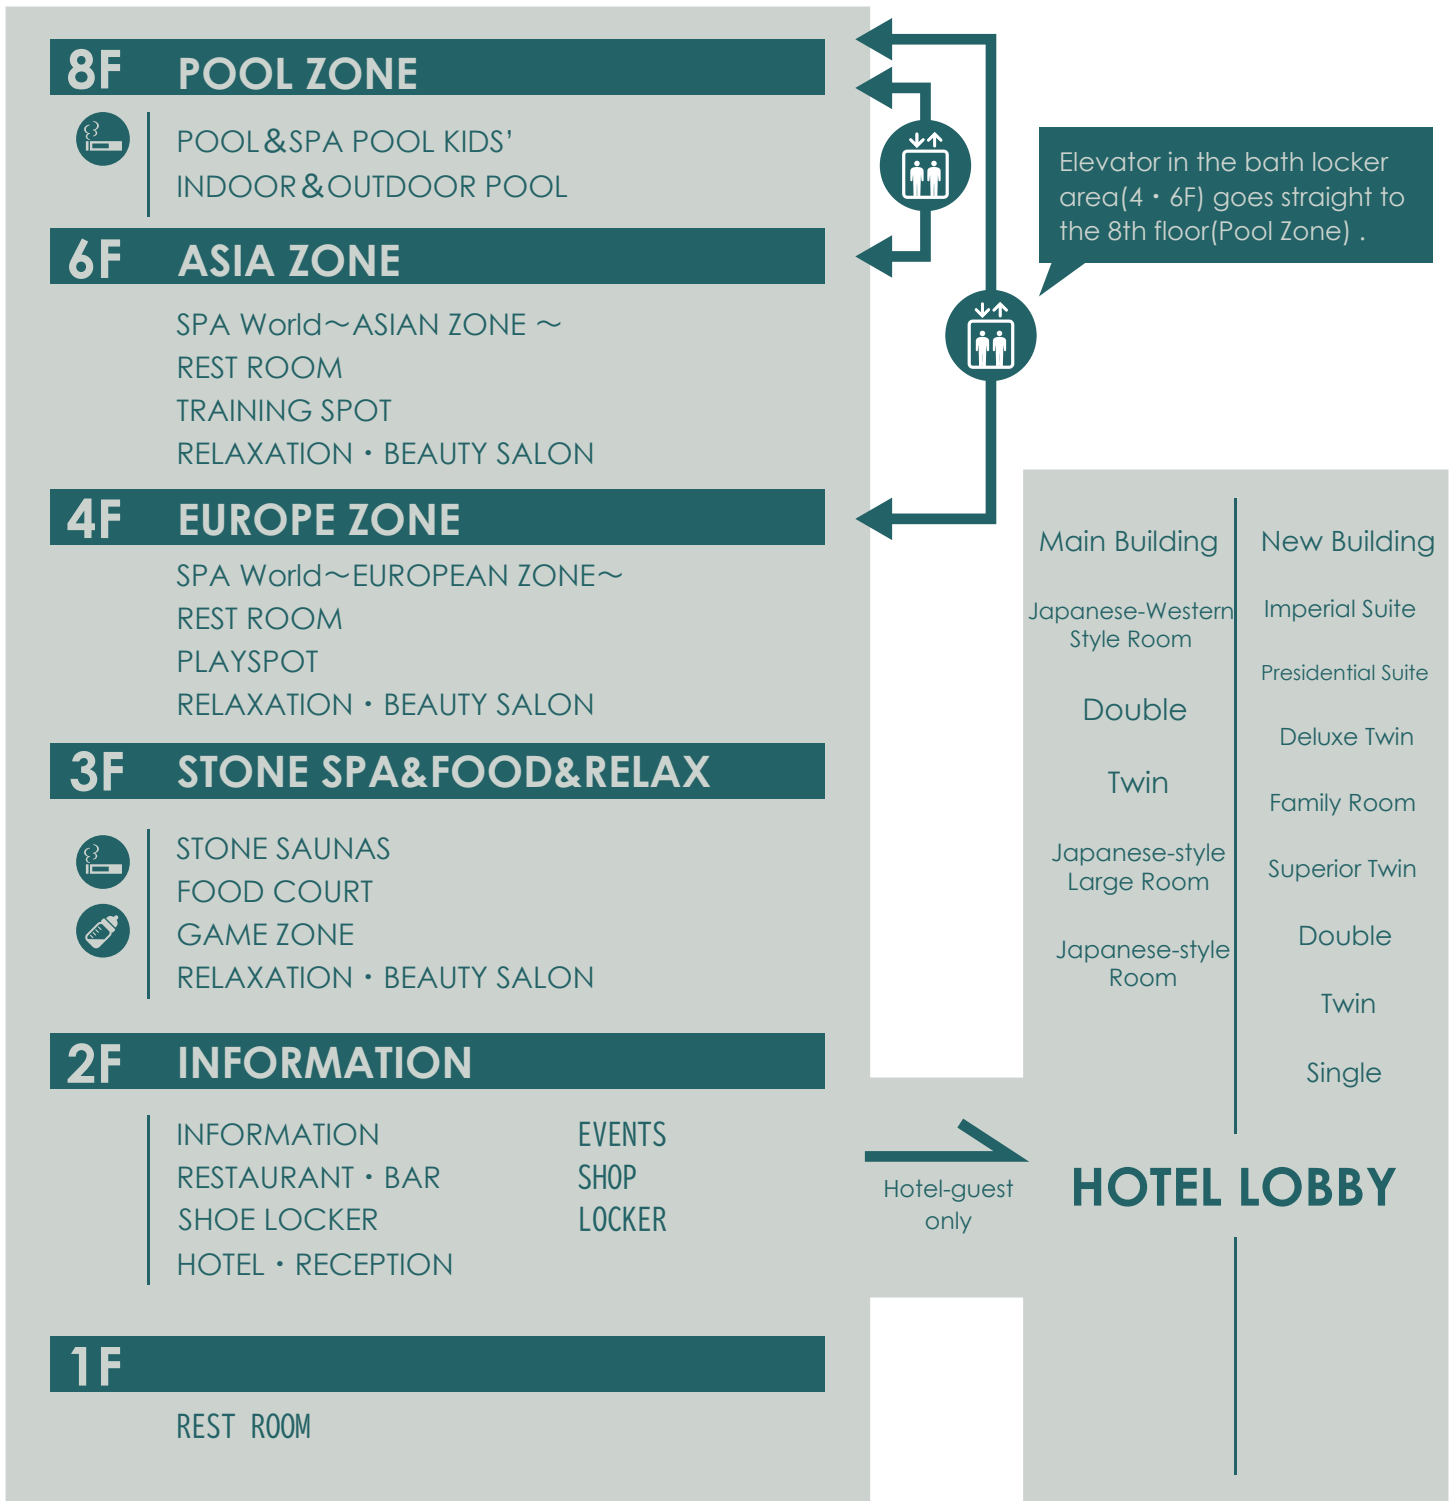 8F POOL ZONE
POOL&SPA POOL KIDS’
INDOOR&OUTDOOR POOL
6F ASIA ZONE
SPA World～ASIAN ZONE ～
REST ROOM
TRAINING SPOT
RELAXATION・BEAUTY SALON
4F EUROPE ZONE
SPA World～EUROPEAN ZONE～
REST ROOM
PLAYSPOT
RELAXATION・BEAUTY SALON
3F STONE SPA&FOOD&RELAX
STONE SAUNAS
FOOD COURT
GAME ZONE
RELAXATION・BEAUTY SALON
2F INFORMATION
INFORMATION
RESTAURANT・BAR
SHOE LOCKER
HOTEL・RECEPTION
EVENTS
SHOP
LOCKER
1F
REST ROOM
Elevator in the bath locker
area(4・6F) goes straight to
the 8th floor(Pool Zone) .
Hotel-guest
only
Main Building
Japanese-Western
Style Room
Double
Twin
Japanese-style
Large Room
Japanese-style
Room
New Building
Imperial Suite
Presidential Suite
Deluxe Twin
Family Room
Superior Twin
Double
Twin
Single
HOTEL LOBBY